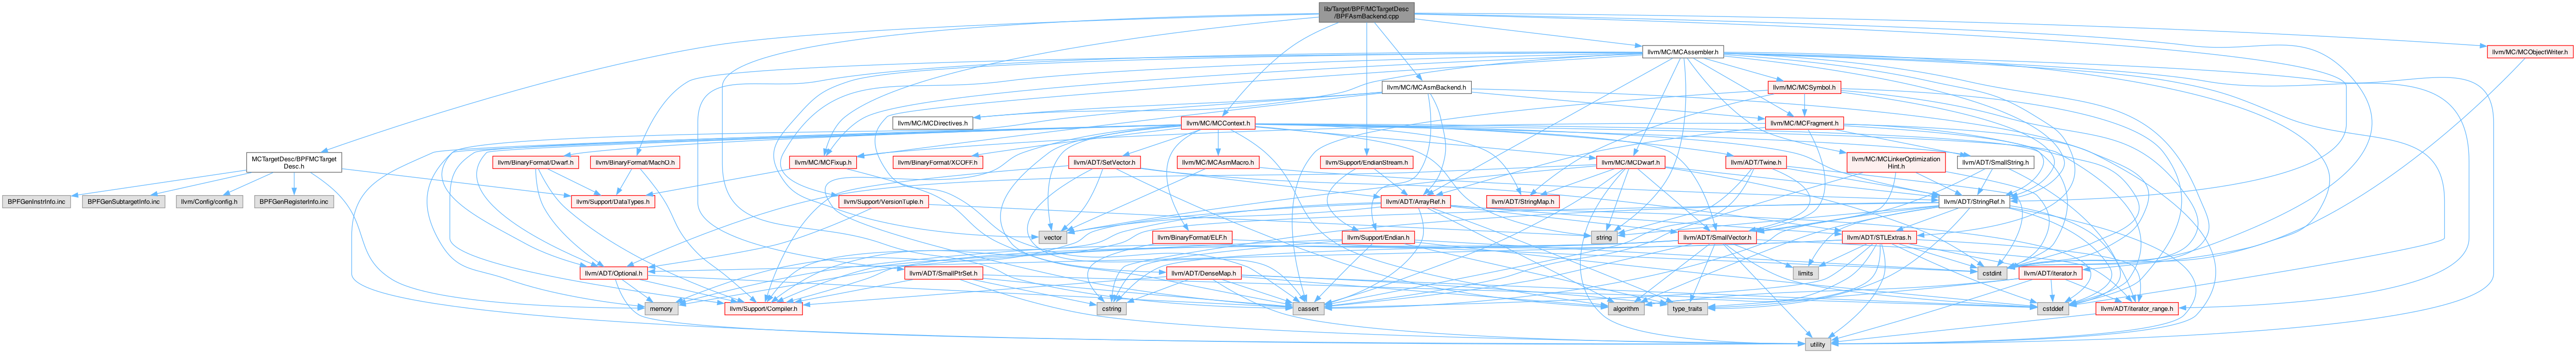 lib/Target/BPF/MCTargetDesc
/BPFAsmBackend.cpp
llvm/MC/MCAssembler.h
llvm/MC/MCObjectWriter.h
llvm/MC/MCAsmBackend.h
llvm/MC/MCSymbol.h
llvm/MC/MCDirectives.h
llvm/MC/MCContext.h
llvm/MC/MCFragment.h
MCTargetDesc/BPFMCTarget
Desc.h
llvm/BinaryFormat/Dwarf.h
llvm/BinaryFormat/MachO.h
llvm/MC/MCFixup.h
llvm/BinaryFormat/XCOFF.h
llvm/ADT/SetVector.h
llvm/MC/MCAsmMacro.h
llvm/Support/EndianStream.h
llvm/MC/MCDwarf.h
llvm/ADT/Twine.h
llvm/MC/MCLinkerOptimization
Hint.h
llvm/ADT/SmallString.h
BPFGenInstrInfo.inc
BPFGenSubtargetInfo.inc
llvm/Config/config.h
BPFGenRegisterInfo.inc
llvm/Support/DataTypes.h
llvm/Support/VersionTuple.h
llvm/ADT/ArrayRef.h
llvm/ADT/StringMap.h
llvm/ADT/StringRef.h
vector
llvm/BinaryFormat/ELF.h
llvm/Support/Endian.h
string
llvm/ADT/SmallVector.h
llvm/ADT/STLExtras.h
llvm/ADT/Optional.h
llvm/ADT/SmallPtrSet.h
llvm/ADT/DenseMap.h
limits
cstdint
llvm/ADT/iterator.h
memory
llvm/Support/Compiler.h
cstring
cassert
algorithm
type_traits
cstddef
llvm/ADT/iterator_range.h
utility